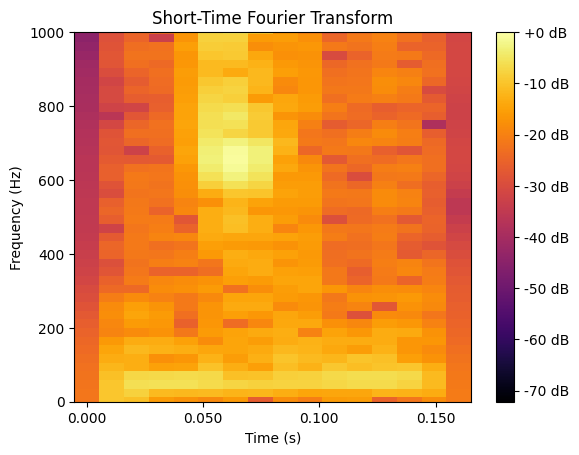 Short-Time Fourier Transform
1000
800
600
400
200
0
Frequency (Hz)
0.000
0.050
0.100
0.150
Time (s)
+0 dB
-10 dB
-20 dB
-30 dB
-40 dB
-50 dB
-60 dB
-70 dB